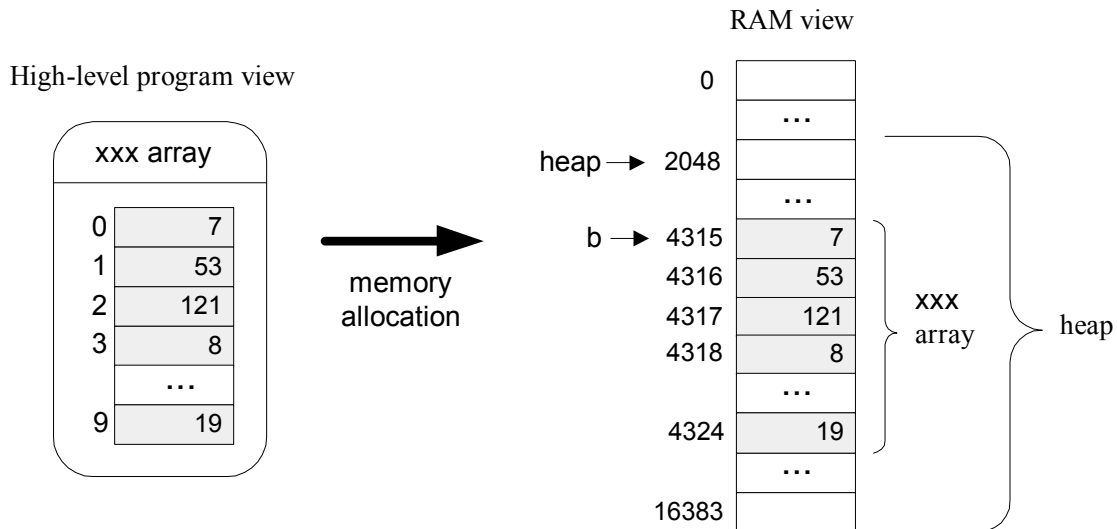 High-level program view
xxx array
0 7
1 53
2 121
3 8
...
9 19
memory
allocation
RAM view
0
...
heap 2048
...
b 4315 7
4316 53
4317 121
4318 8
...
4324 19
...
16383
xxx
array
heap